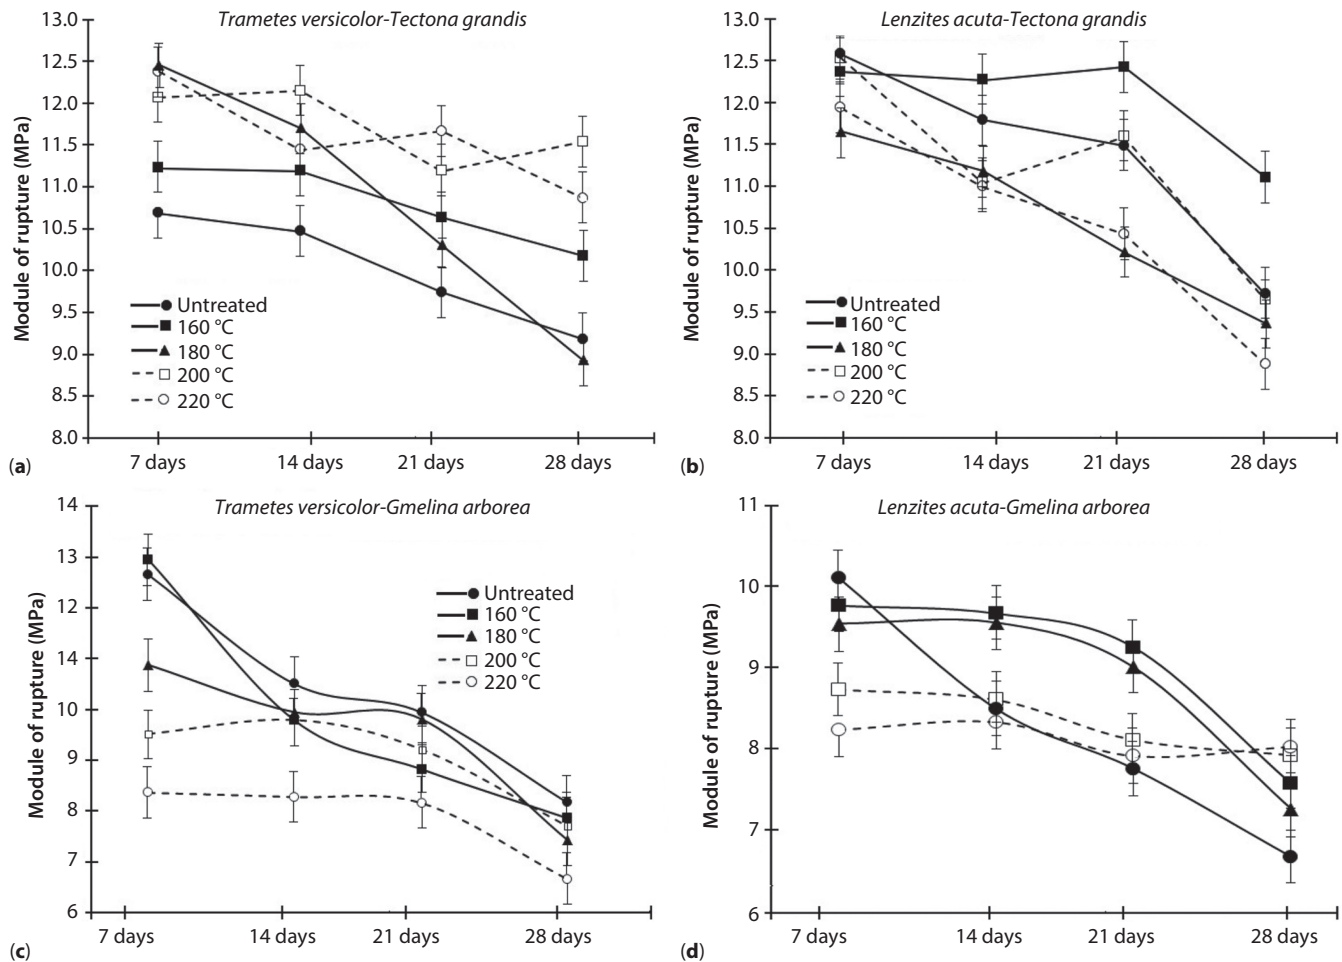 Trametes versicolor-Tectona grandis
Module of rupture (MPa)
13.0
12.5
12.0
11.5
11.0
10.5
10.0
9.5
9.0
8.5
8.0
Untreated
160 °C
180 °C
200 °C
220 °C
7 days 14 days 21 days 28 days
(a)
Lenzites acuta-Tectona grandis
Module of rupture (MPa)
13.0
12.5
12.0
11.5
11.0
10.5
10.0
9.5
9.0
8.5
8.0
Untreated
160 °C
180 °C
200 °C
220 °C
7 days 14 days 21 days 28 days
(b)
Trametes versicolor-Gmelina arborea
Module of rupture (MPa)
14
13
12
14
10
9
8
7
6
Untreated
160 °C
180 °C
200 °C
220 °C
7 days 14 days 21 days 28 days
(c)
Lenzites acuta-Gmelina arborea
Module of rupture (MPa)
11
10
9
8
7
6
7 days 14 days 21 days 28 days
(d)